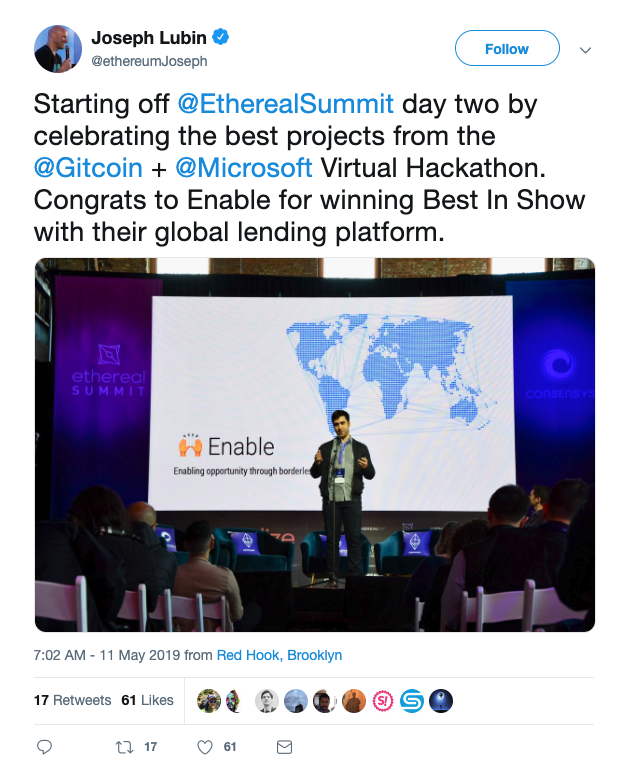 Joseph Lubin
@ethereumJoseph
Follow
Starting off @EtherealSummit day two by
celebrating the best projects from the
@Gitcoin + @Microsoft Virtual Hackathon.
Congrats to Enable for winning Best In Show
with their global lending platform.
ethereal
SUMMIT
CONSENSYS
Enable
Enabling opportunity through
7:02 AM - 11 May 2019 from Red Hook, Brooklyn
17 Retweets 61 Likes
S!
17 61